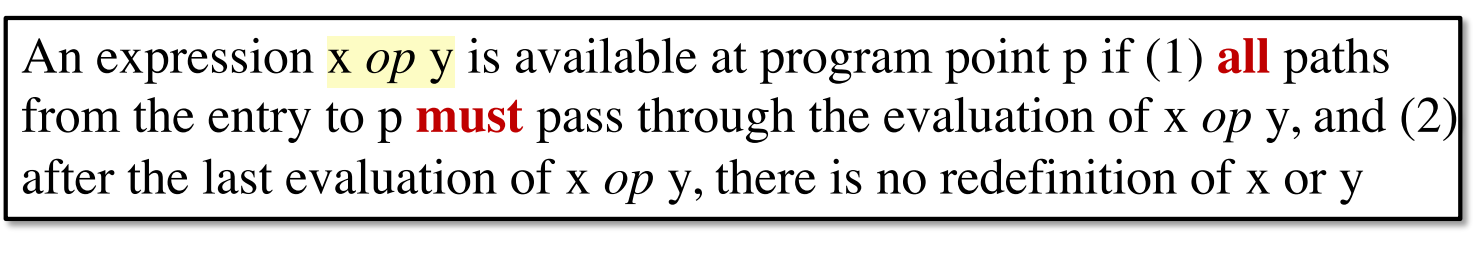 An expression x op y is available at program point p if (1) all paths
from the entry to p must pass through the evaluation of x op y, and (2)
after the last evaluation of x op y, there is no redefinition of x or y